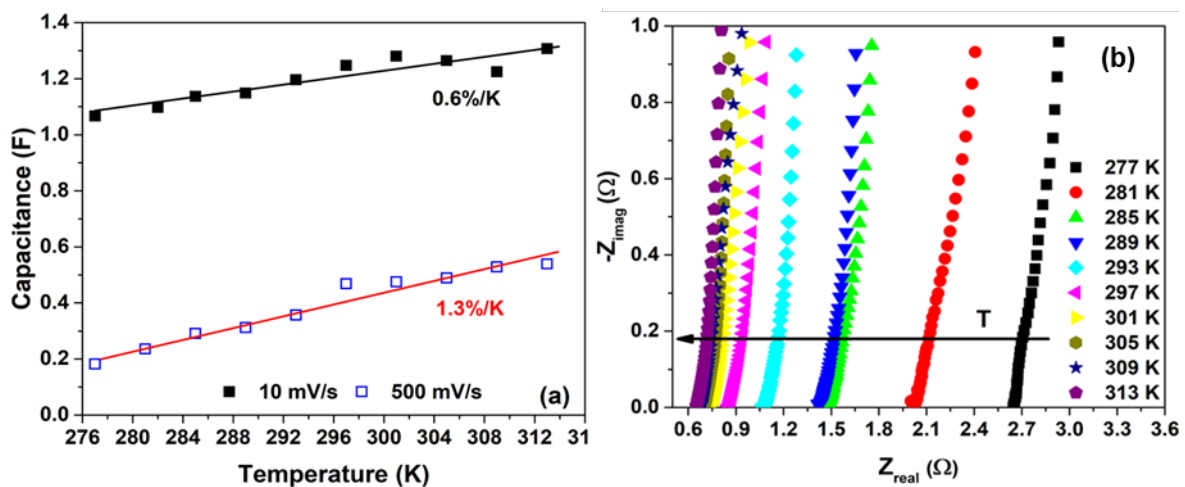 1.4
1.2
1.0
0.8
0.6
0.4
0.2
0.0
Capacitance (F)
0.6%/K
1.3%/K
10 mV/s 500 mV/s (a)
276 280 284 288 292 296 300 304 308 312 31
Temperature (K)
(b)
1.0
0.8
0.6
0.4
0.2
0.0
-Zimag (Ω)
T
277 K
281 K
285 K
289 K
293 K
297 K
301 K
305 K
309 K
313 K
0.6 0.9 1.2 1.5 1.8 2.1 2.4 2.7 3.0 3.3 3.6
Zreal (Ω)